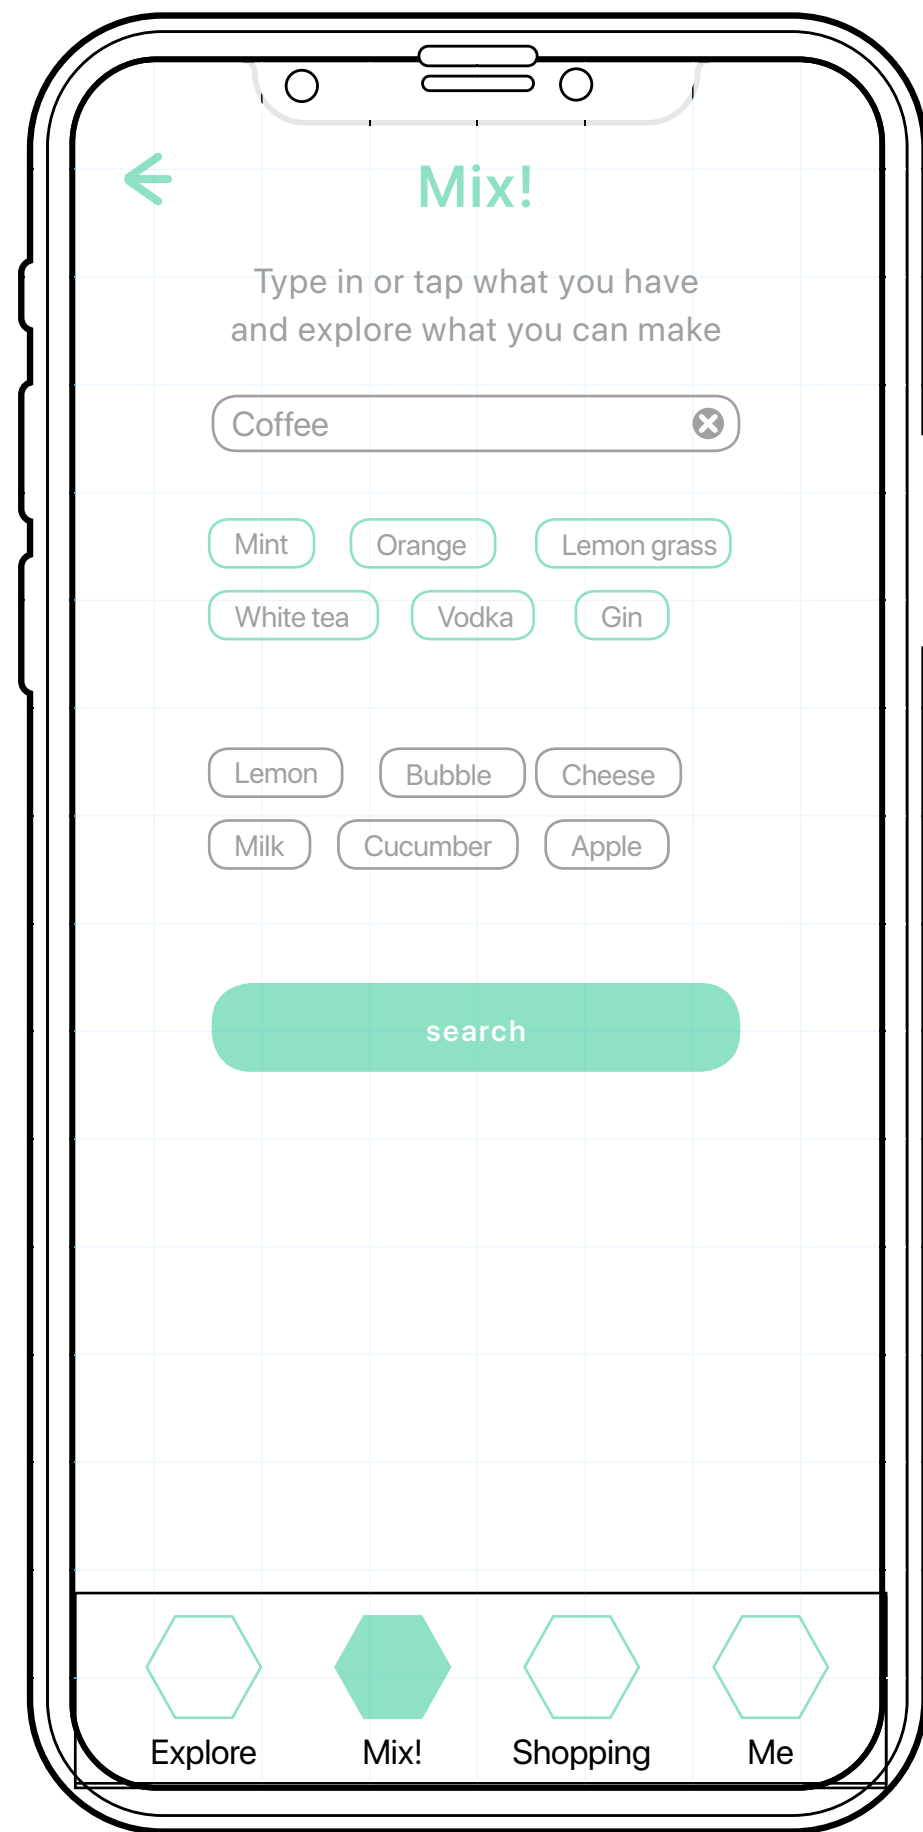 Mix!
Type in or tap what you have
and explore what you can make
Coffee
Mint Orange Lemon grass
White tea Vodka Gin
Lemon Bubble Cheese
Milk Cucumber Apple
search
Explore Mix! Shopping Me